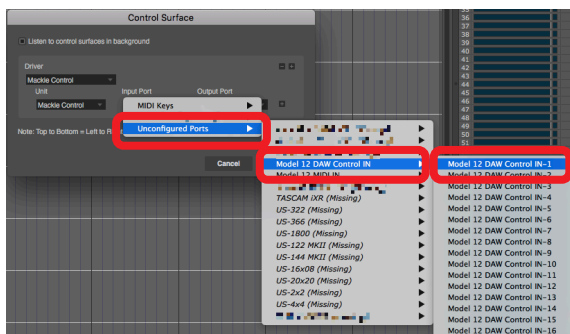 Control Surface
Listen to control surfaces in background
Driver
Mackie Control
Unit
Input Port
Output Port
Mackie Control
MIDI Keys
Unconfigured Ports
Note: Top to Bottom = Left to R
Cancel
Model 12 DAW Control IN
Model 12 MIDI IN
TASCAM iXR (Missing)
US-322 (Missing)
US-366 (Missing)
US-1800 (Missing)
US-122 MKII (Missing)
US-144 MKII (Missing)
US-16x08 (Missing)
US-20x20 (Missing)
US-2x2 (Missing)
US-4x4 (Missing)
Model 12 DAW Control IN-1
Model 12 DAW Control IN-2
Model 12 DAW Control IN-3
Model 12 DAW Control IN-4
Model 12 DAW Control IN-5
Model 12 DAW Control IN-6
Model 12 DAW Control IN-7
Model 12 DAW Control IN-8
Model 12 DAW Control IN-9
Model 12 DAW Control IN-10
Model 12 DAW Control IN-11
Model 12 DAW Control IN-12
Model 12 DAW Control IN-13
Model 12 DAW Control IN-14
Model 12 DAW Control IN-15
Model 12 DAW Control IN-16
36
37
38
39
40
41
42
43
44
45
46
47
48
49
50
51